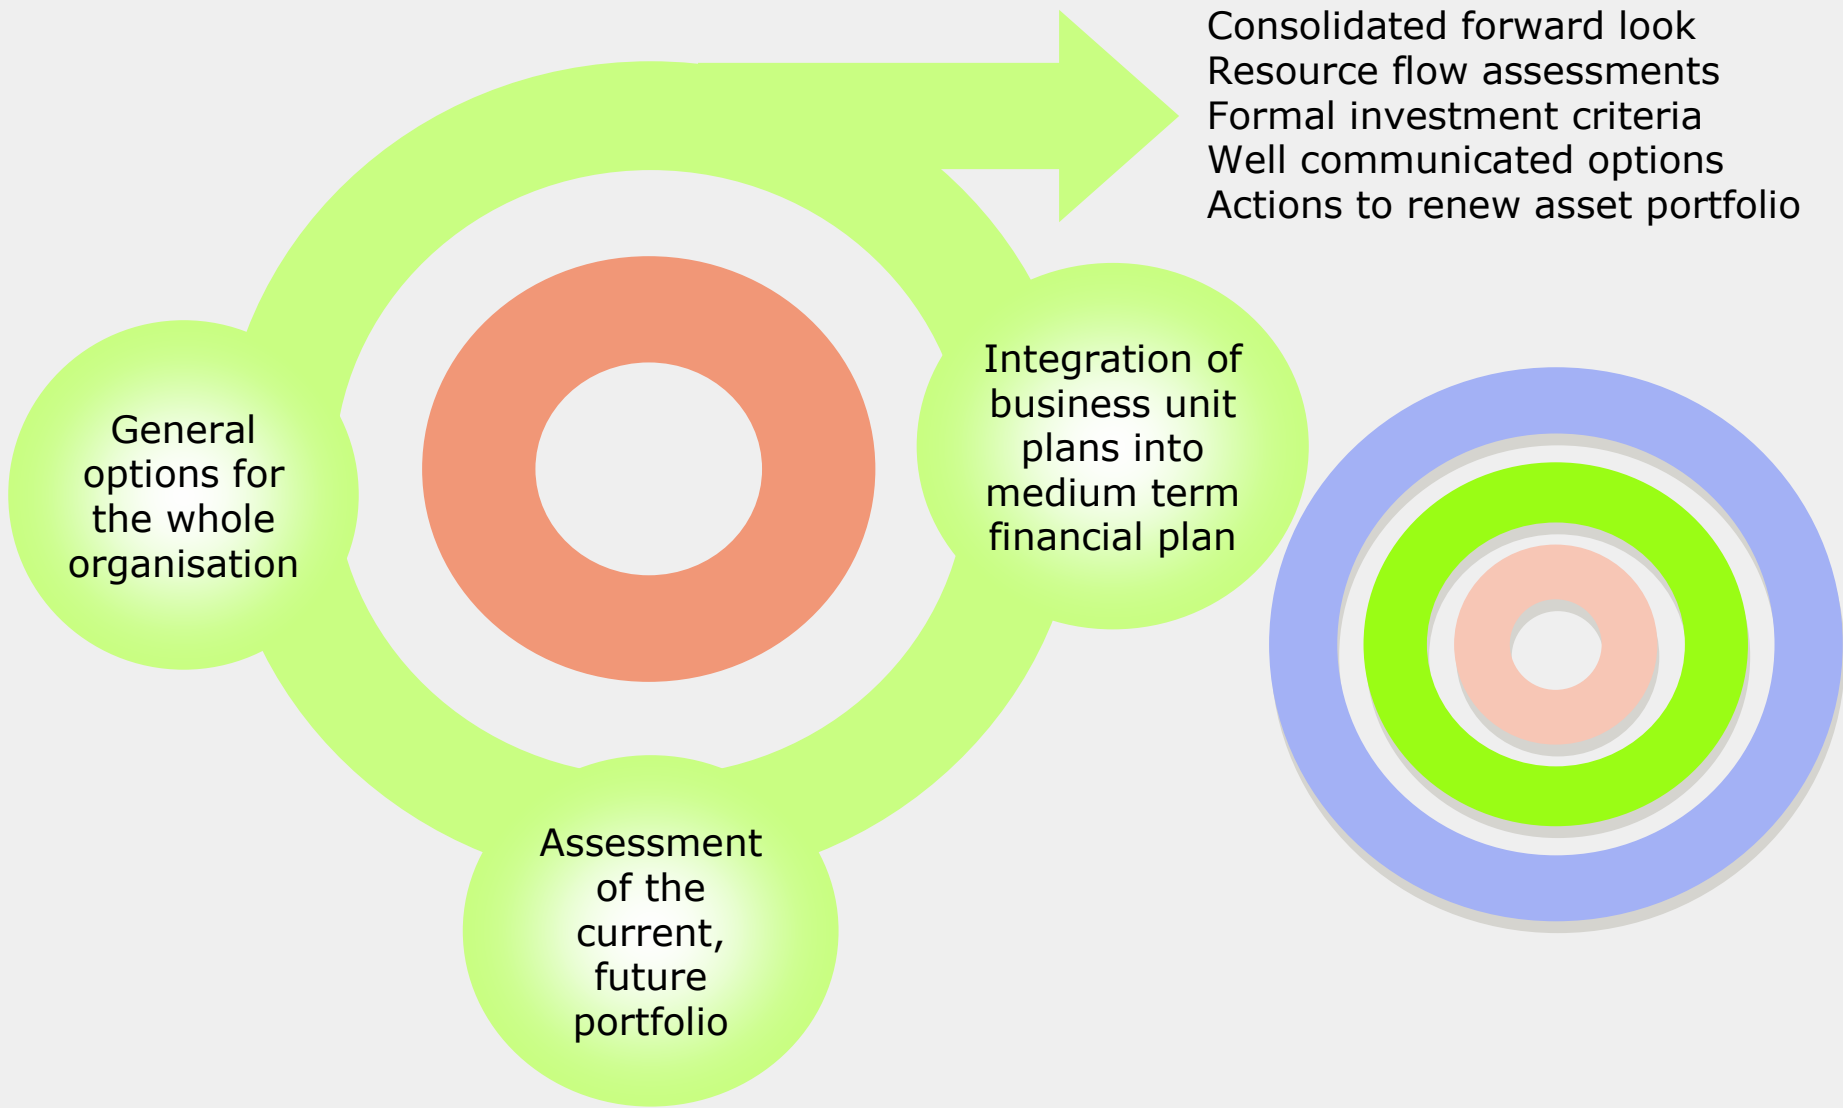 Consolidated forward look
Resource flow assessments
Formal investment criteria
Well communicated options
Actions to renew asset portfolio
General
options for
the whole
organisation
Integration of
business unit
plans into
medium term
financial plan
Assessment
of the
current,
future
portfolio